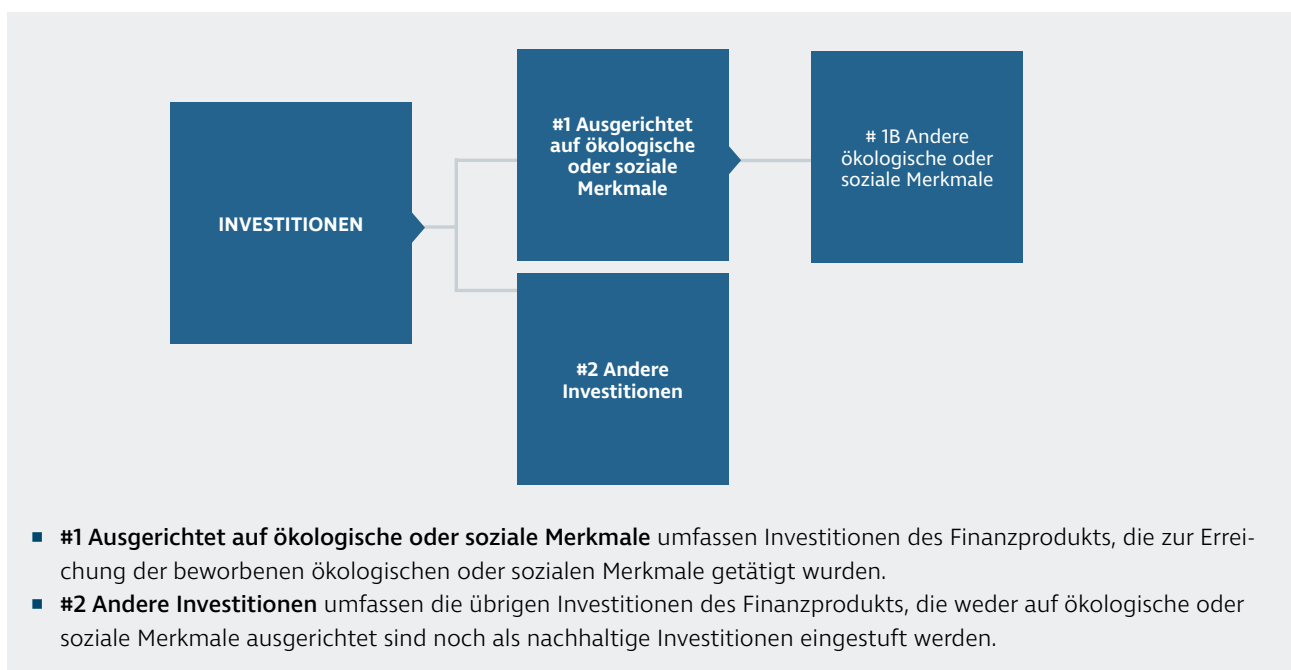 INVESTITIONEN
#1 Ausgerichtet
auf ökologische
oder soziale
Merkmale
# 1B Andere
ökologische oder
soziale Merkmale
#2 Andere
Investitionen
▪ #1 Ausgerichtet auf ökologische oder soziale Merkmale umfassen Investitionen des Finanzprodukts, die zur Errei-
chung der beworbenen ökologischen oder sozialen Merkmale getätigt wurden.
▪ #2 Andere Investitionen umfassen die übrigen Investitionen des Finanzprodukts, die weder auf ökologische oder
soziale Merkmale ausgerichtet sind noch als nachhaltige Investitionen eingestuft werden.